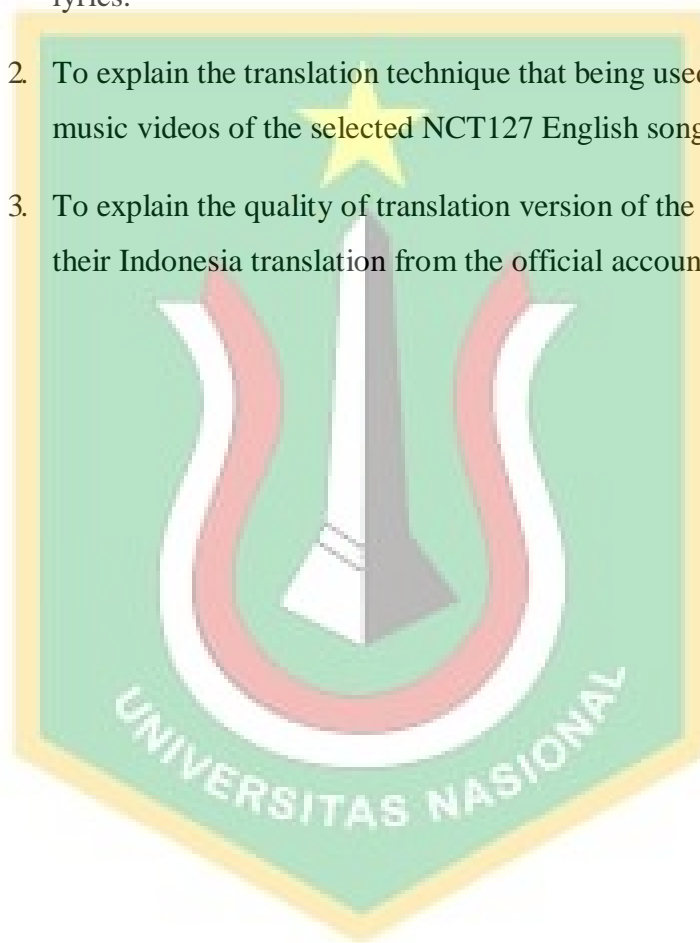 lyrics.
2. To explain the translation technique that being used
music videos of the selected NCT127 English song
3. To explain the quality of translation version of the
their Indonesia translation from the official accoun
UNIVERSITAS NASIONAL